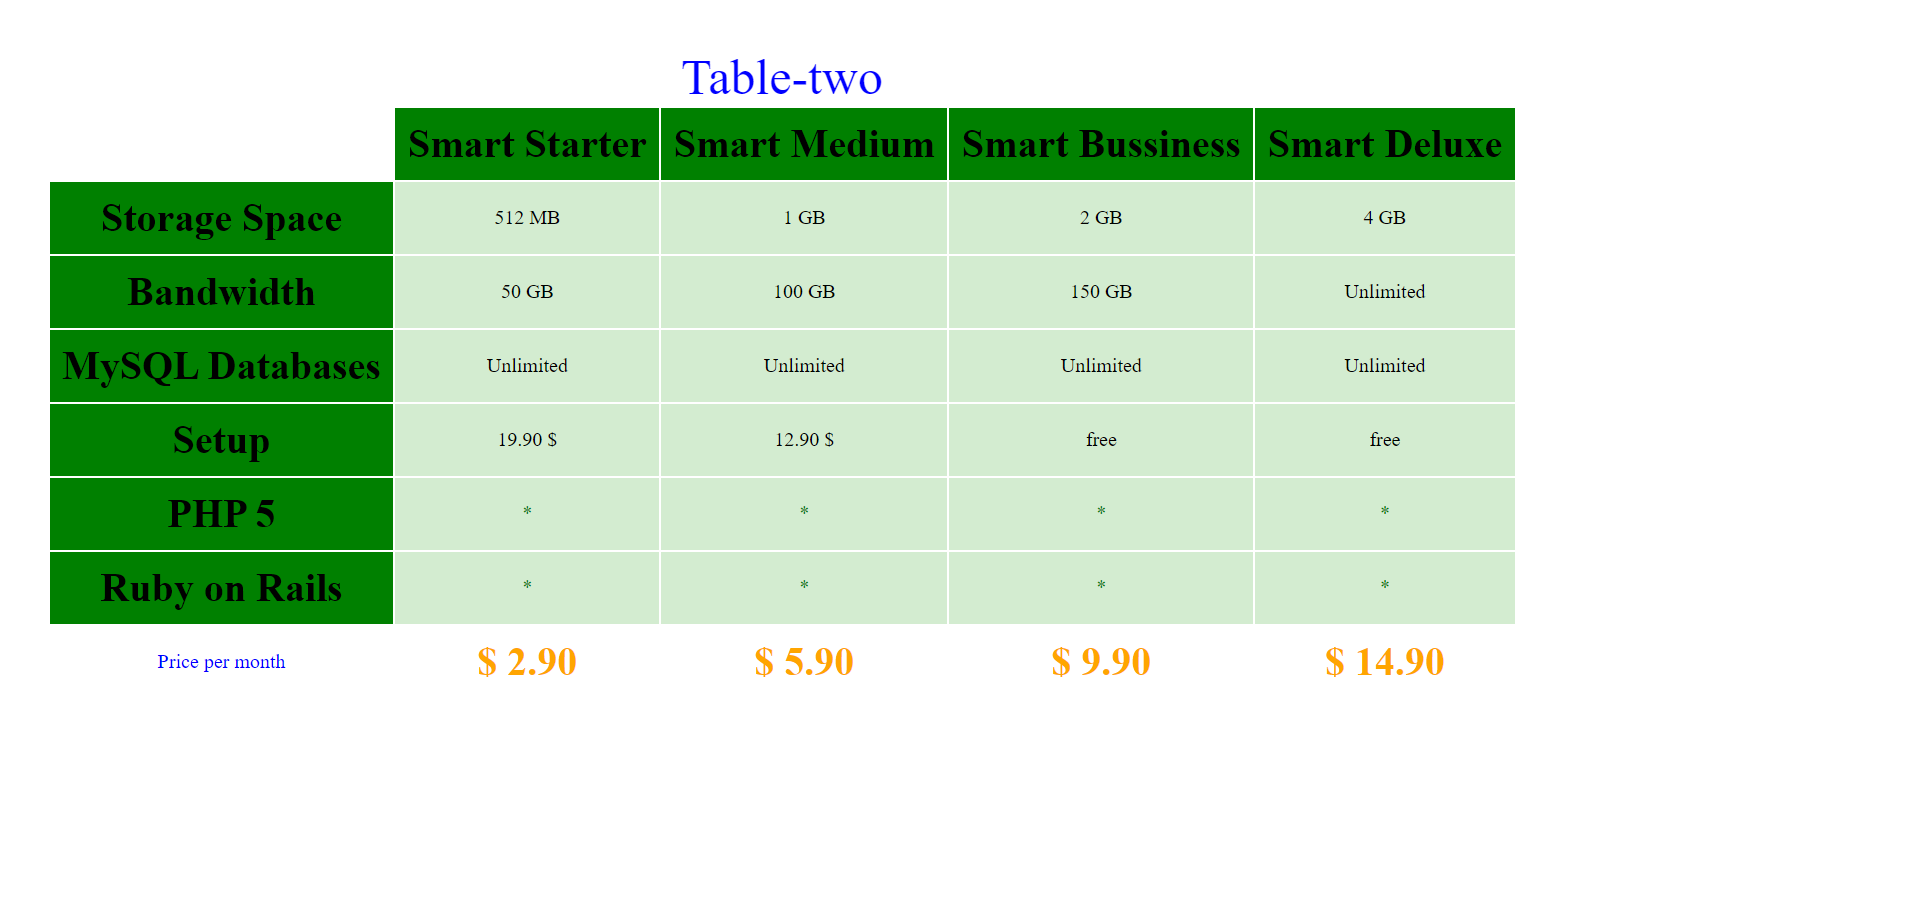 Table-two
Smart Starter Smart Medium Smart Bussiness Smart Deluxe
Storage Space 512 MB 1 GB 2 GB 4 GB
Bandwidth 50 GB 100 GB 150 GB Unlimited
MySQL Databases Unlimited Unlimited Unlimited Unlimited
Setup 19.90 $ 12.90 $ free free
PHP 5 * * * *
Ruby on Rails * * * *
Price per month $ 2.90 $ 5.90 $ 9.90 $ 14.90